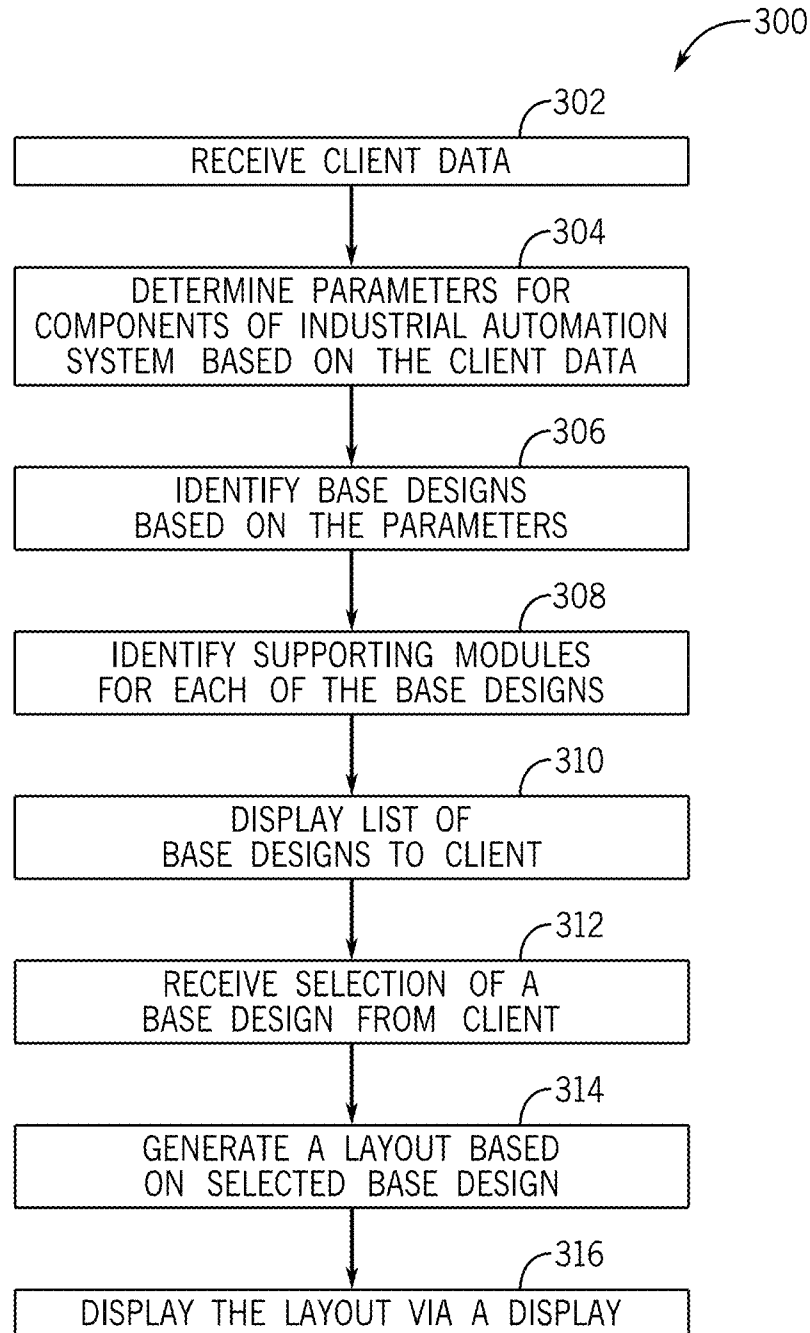 300
302
RECEIVE CLIENT DATA
304
DETERMINE PARAMETERS FOR
COMPONENTS OF INDUSTRIAL AUTOMATION
SYSTEM BASED ON THE CLIENT DATA
306
IDENTIFY BASE DESIGNS
BASED ON THE PARAMETERS
308
IDENTIFY SUPPORTING MODULES
FOR EACH OF THE BASE DESIGNS
310
DISPLAY LIST OF
BASE DESIGNS TO CLIENT
312
RECEIVE SELECTION OF A
BASE DESIGN FROM CLIENT
314
GENERATE A LAYOUT BASED
ON SELECTED BASE DESIGN
316
DISPLAY THE LAYOUT VIA A DISPLAY